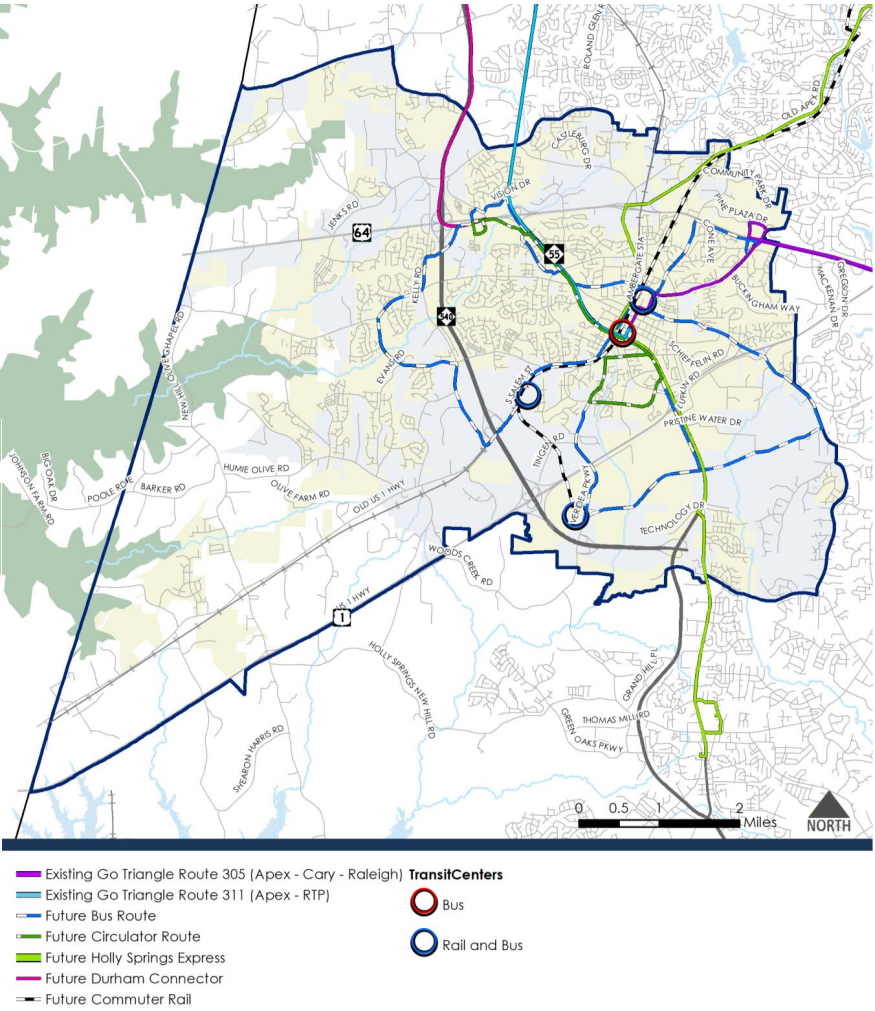 ROLAND GLEN R
OLD APEX RD
CASTLEBURG DR
COMMUNITY
PARK DR
VISION DR
PINE PLAZA DR
JENKS RD
64
55
CONE AVE
AMBERGATE STA
KELLY RD
BUCKINGHAM WAY
GREGSON DR
MACKENAN DR
540
NEW HILL OLIVE CHAPEL RD
SCHIEFFELIN RD
EVANS RD
LUFKIN RD
S SALEM ST
PRISTINE WATER DR
TINGEN RD
BIG OAK DR
JOHNSON FARM RD
HUMIE OLIVE RD
POOLE RD E
BARKER RD
OLIVE FARM RD
OLD US 1 HWY
VERIDEA PKWY
TECHNOLOGY DR
WOODS CREEK RD
US 1 HWY
1
HOLLY SPRINGS NEW HILL RD
GRAND HILL PL
THOMAS MILL RD
GREEN OAKS PKWY
SHEARON HARRIS RD
0 0.5 1 2
Miles
NORTH
Existing Go Triangle Route 305 (Apex - Cary - Raleigh)
Existing Go Triangle Route 311 (Apex - RTP)
Future Bus Route
Future Circulator Route
Future Holly Springs Express
Future Durham Connector
Future Commuter Rail
TransitCenters
Bus
Rail and Bus